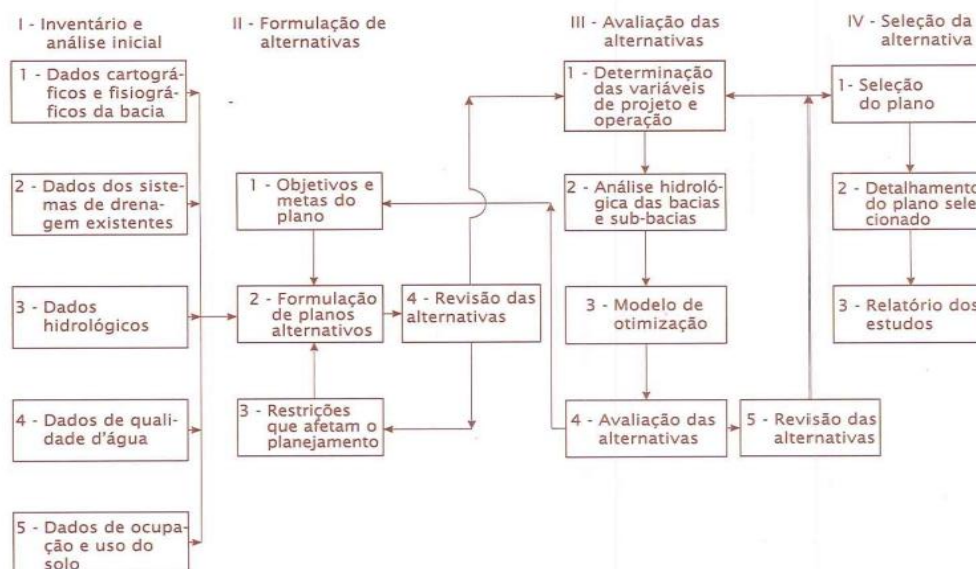 I - Inventário e
análise inicial
1 - Dados cartográ-
ficos e fisiográ-
ficos da bacia
2 - Dados dos siste-
mas de drena-
gem existentes
3 - Dados
hidrológicos
4 - Dados de quali-
dade d'água
5 - Dados de ocupa-
ção e uso do
solo
II - Formulação de
alternativas
1 - Objetivos e
metas do
plano
2 - Formulação
de planos
alternativos
3 - Restrições
que afetam o
planejamento
4 - Revisão das
alternativas
III - Avaliação das
alternativas
1 - Determinação
das variáveis
de projeto e
operação
2 - Análise hidroló-
gica das bacias
e sub-bacias
3 - Modelo de
otimização
4 - Avaliação das
alternativas
5 - Revisão das
alternativas
IV - Seleção da
alternativa
1- Seleção
do plano
2 - Detalhamento
do plano sele
cionado
3 - Relatório dos
estudos